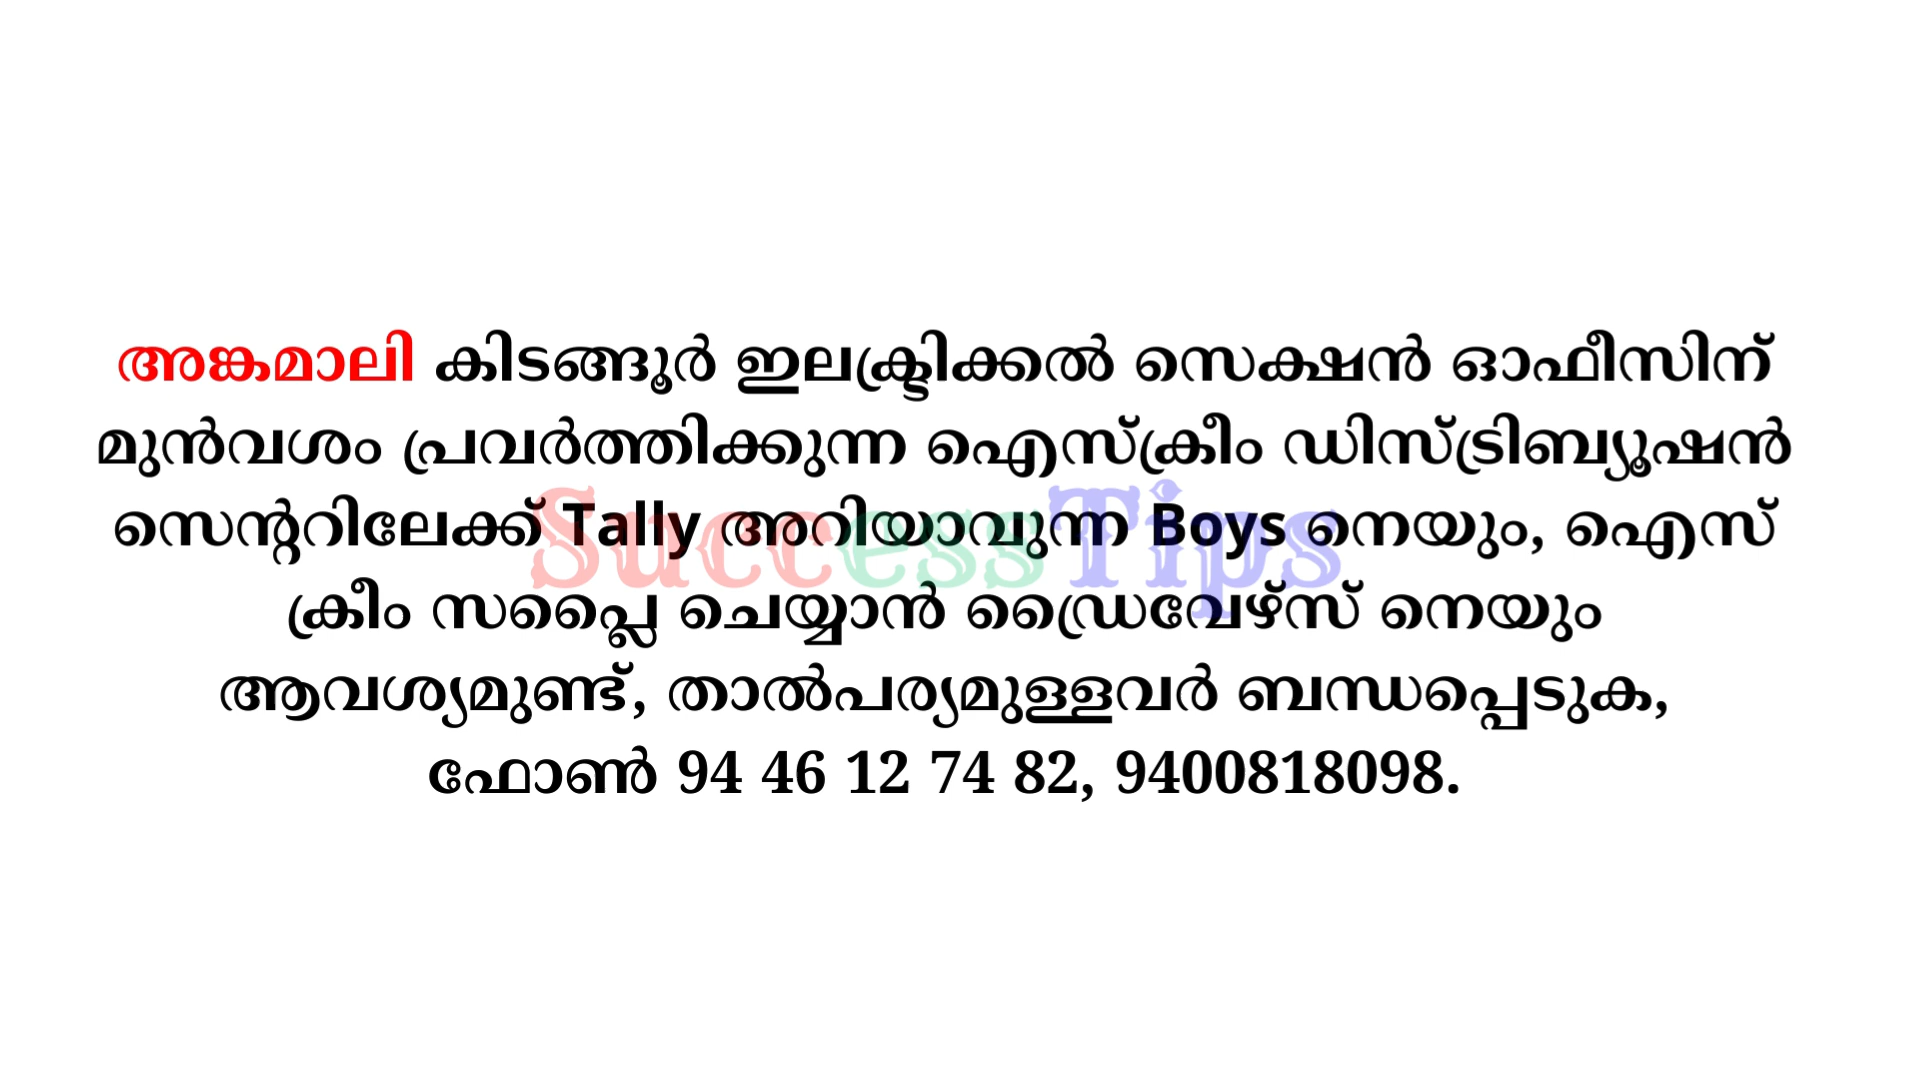 അങ്കമാലി കിടങ്ങൂർ ഇലക്ട്രിക്കൽ സെക്ഷൻ ഓഫീസിന്
മുൻവശം പ്രവർത്തിക്കുന്ന ഐസ്ക്രീം ഡിസ്ട്രിബ്യൂഷൻ
സെന്ററിലേക്ക് Tally അറിയാവുന്ന Boys നെയും, ഐസ്
ക്രീം സപ്ലൈ ചെയ്യാൻ ഡ്രൈവേഴ്സ് നെയും
ആവശ്യമുണ്ട്, താൽപര്യമുള്ളവർ ബന്ധപ്പെടുക,
ഫോൺ 94 46 12 74 82, 9400818098.
SuccessTips